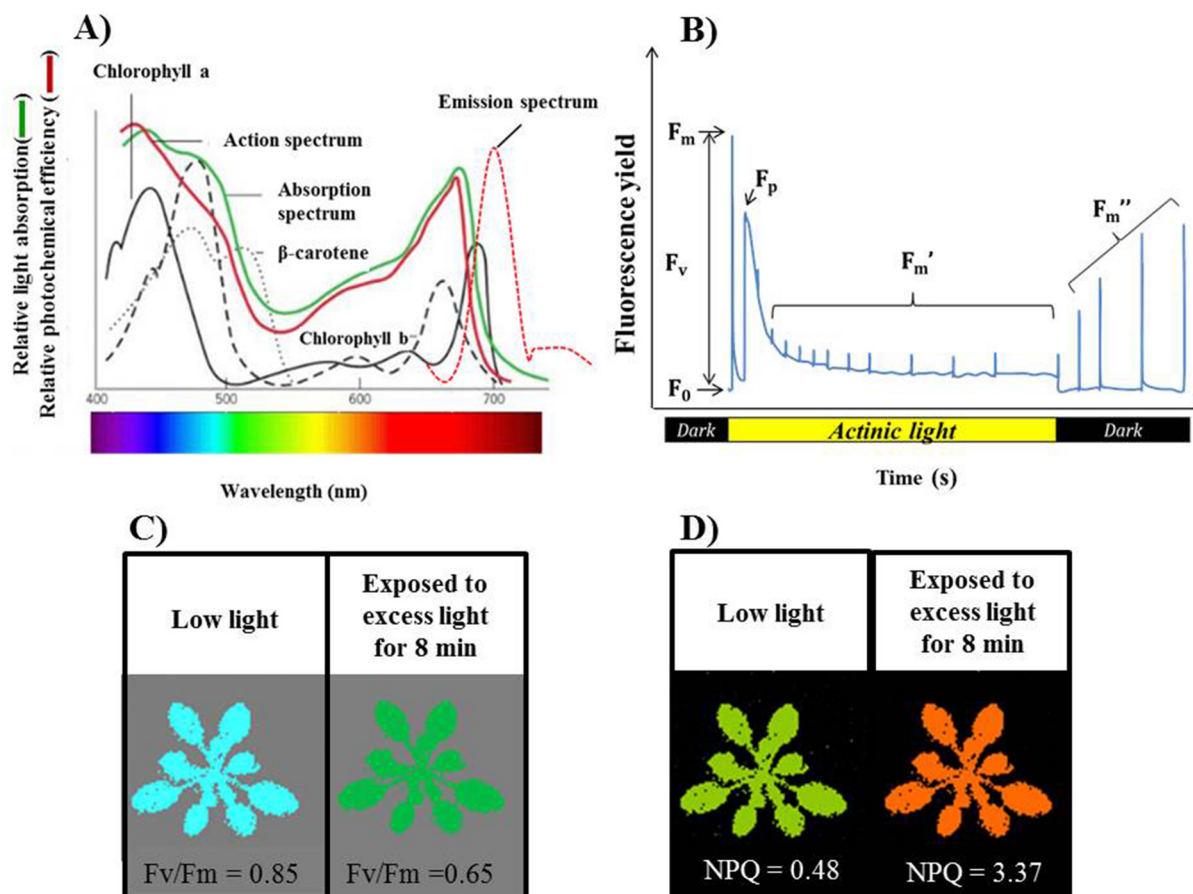 A)
Chlorophyll a
Emission spectrum
Action spectrum
Absorption
spectrum
β-carotene
Chlorophyll b
Relative light absorption( )
Relative photochemical efficiency ( )
400 500 600 700
Wavelength (nm)
B)
Fluorescence yield
Fm
Fp
Fv
Fm'
Fm''
F0
Dark Actinic light Dark
Time (s)
C)
Low light
Exposed to
excess light
for 8 min
Fv/Fm = 0.85
Fv/Fm = 0.65
D)
Low light
Exposed to
excess light
for 8 min
NPQ = 0.48
NPQ = 3.37